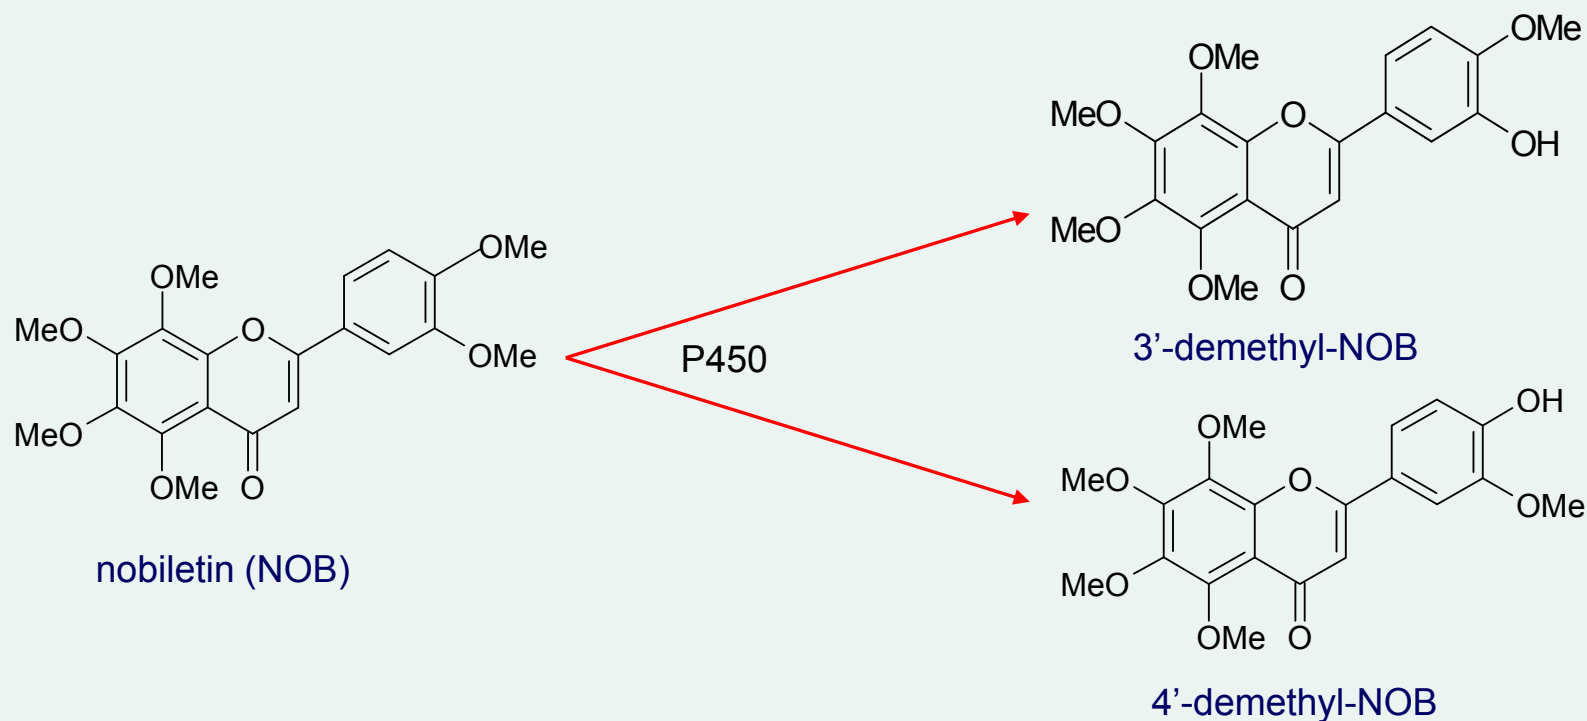 OMe
OMe
MeO
O
OMe
MeO
OMe
O
nobiletin (NOB)
P450
OMe
OMe
MeO
O
OH
MeO
OMe
O
3’-demethyl-NOB
OH
OMe
MeO
O
OMe
MeO
OMe
O
4’-demethyl-NOB